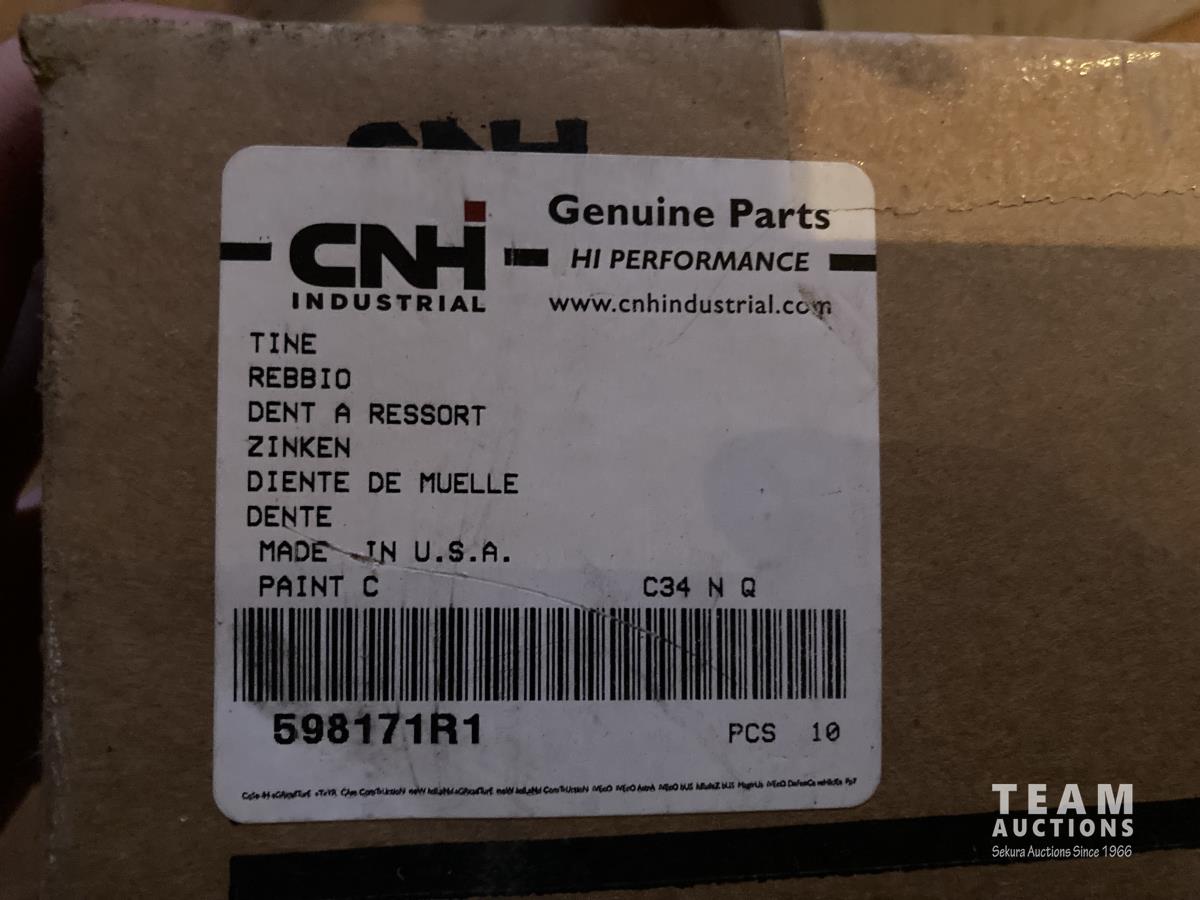 CNH
CNH
INDUSTRIAL
Genuine Parts
HI PERFORMANCE
www.cnhindustrial.com
TINE
REBBIO
DENT A RESSORT
ZINKEN
DIENTE DE MUELLE
DENTE
MADE IN U.S.A.
PAINT C C34 N Q
598171R1 PCS 10
TEAM
AUCTIONS
Sekura Auctions Since 1966